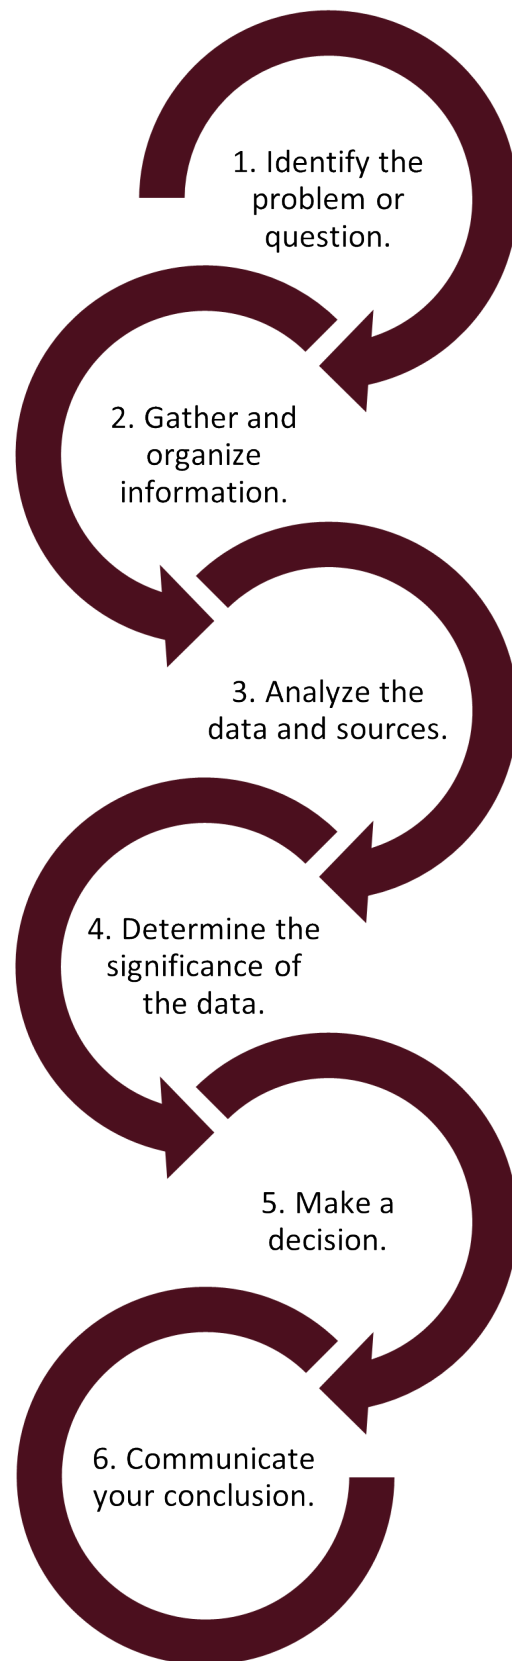 1. Identify the
problem or
question.
2. Gather and
organize
information.
3. Analyze the
data and sources.
4. Determine the
significance of
the data.
5. Make a
decision.
6. Communicate
your conclusion.